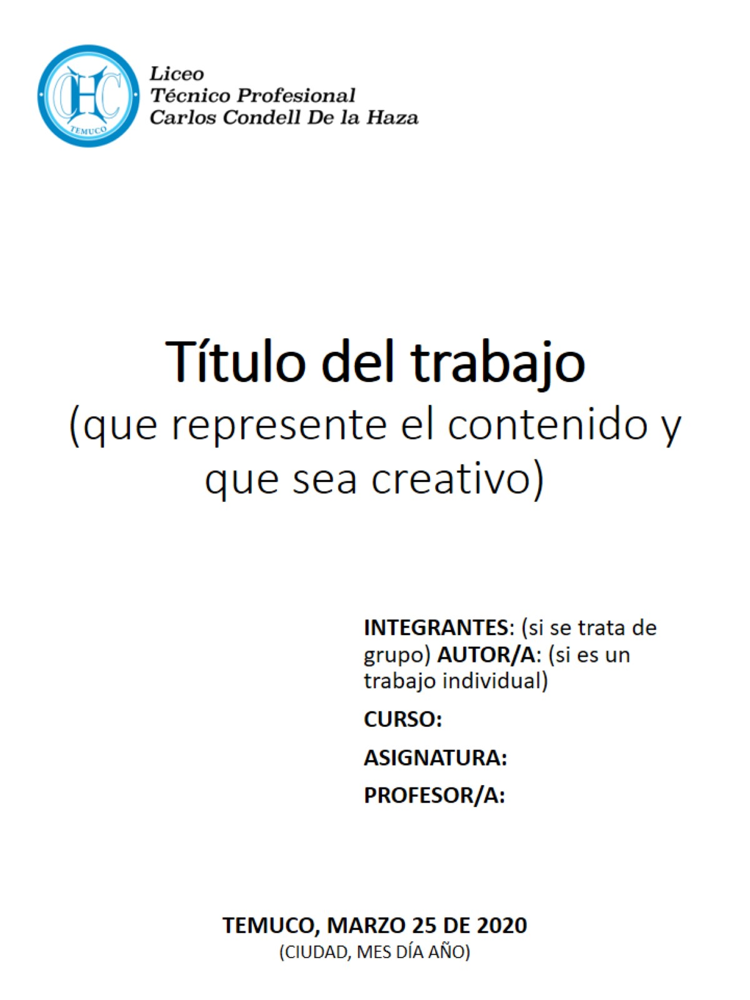 CHC
TEMUCO
Liceo
Técnico Profesional
Carlos Condell De la Haza
Título del trabajo
(que represente el contenido y
que sea creativo)
INTEGRANTES: (si se trata de
grupo) AUTOR/A: (si es un
trabajo individual)
CURSO:
ASIGNATURA:
PROFESOR/A:
TEMUCO, MARZO 25 DE 2020
(CIUDAD, MES DÍA AÑO)